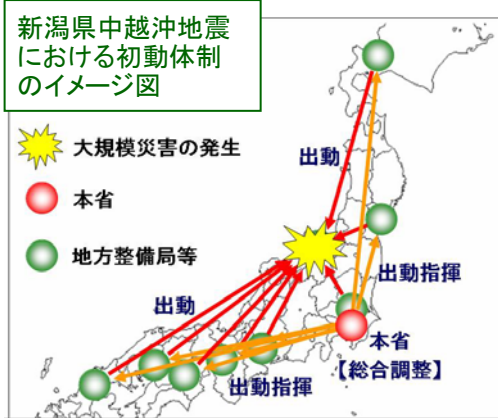 新潟県中越沖地震
における初動体制
のイメージ図
大規模災害の発生
本省
地方整備局等
出動
出動指揮
出動
本省
【総合調整】
出動指揮